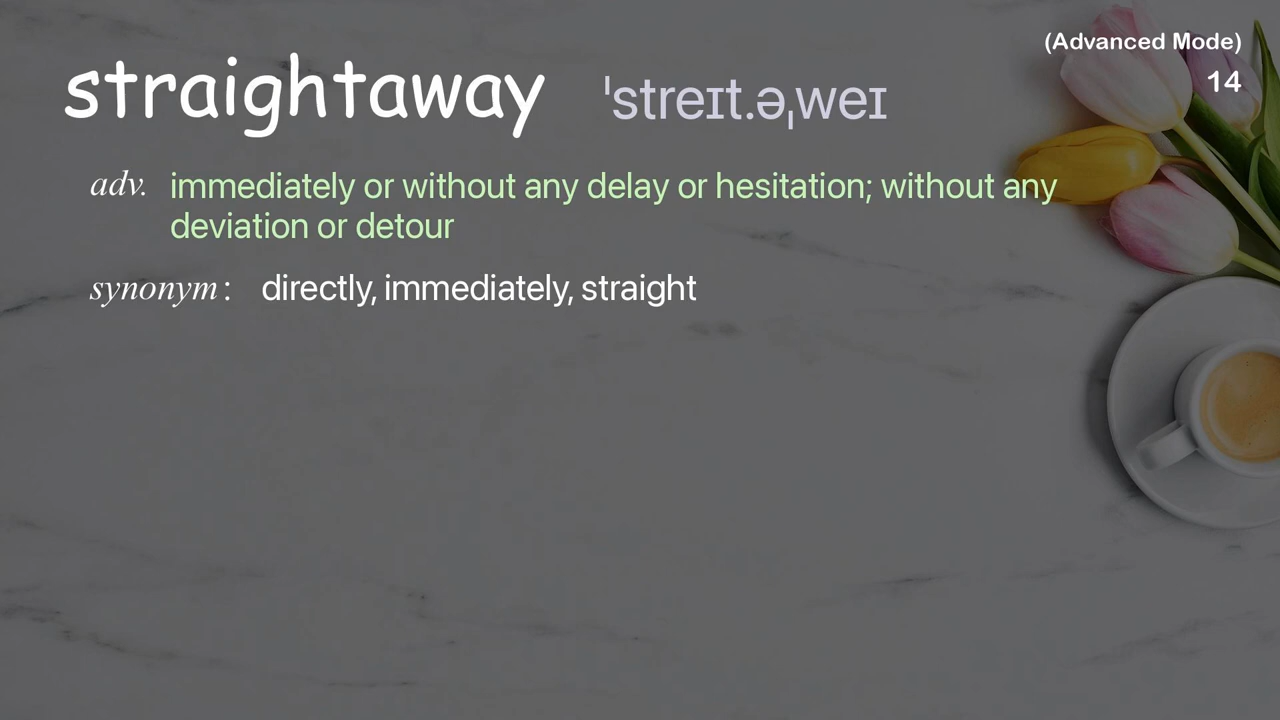 (Advanced Mode)
14
straightaway ˈstreɪt.əˌweɪ
adv. immediately or without any delay or hesitation; without any
deviation or detour
synonym: directly, immediately, straight